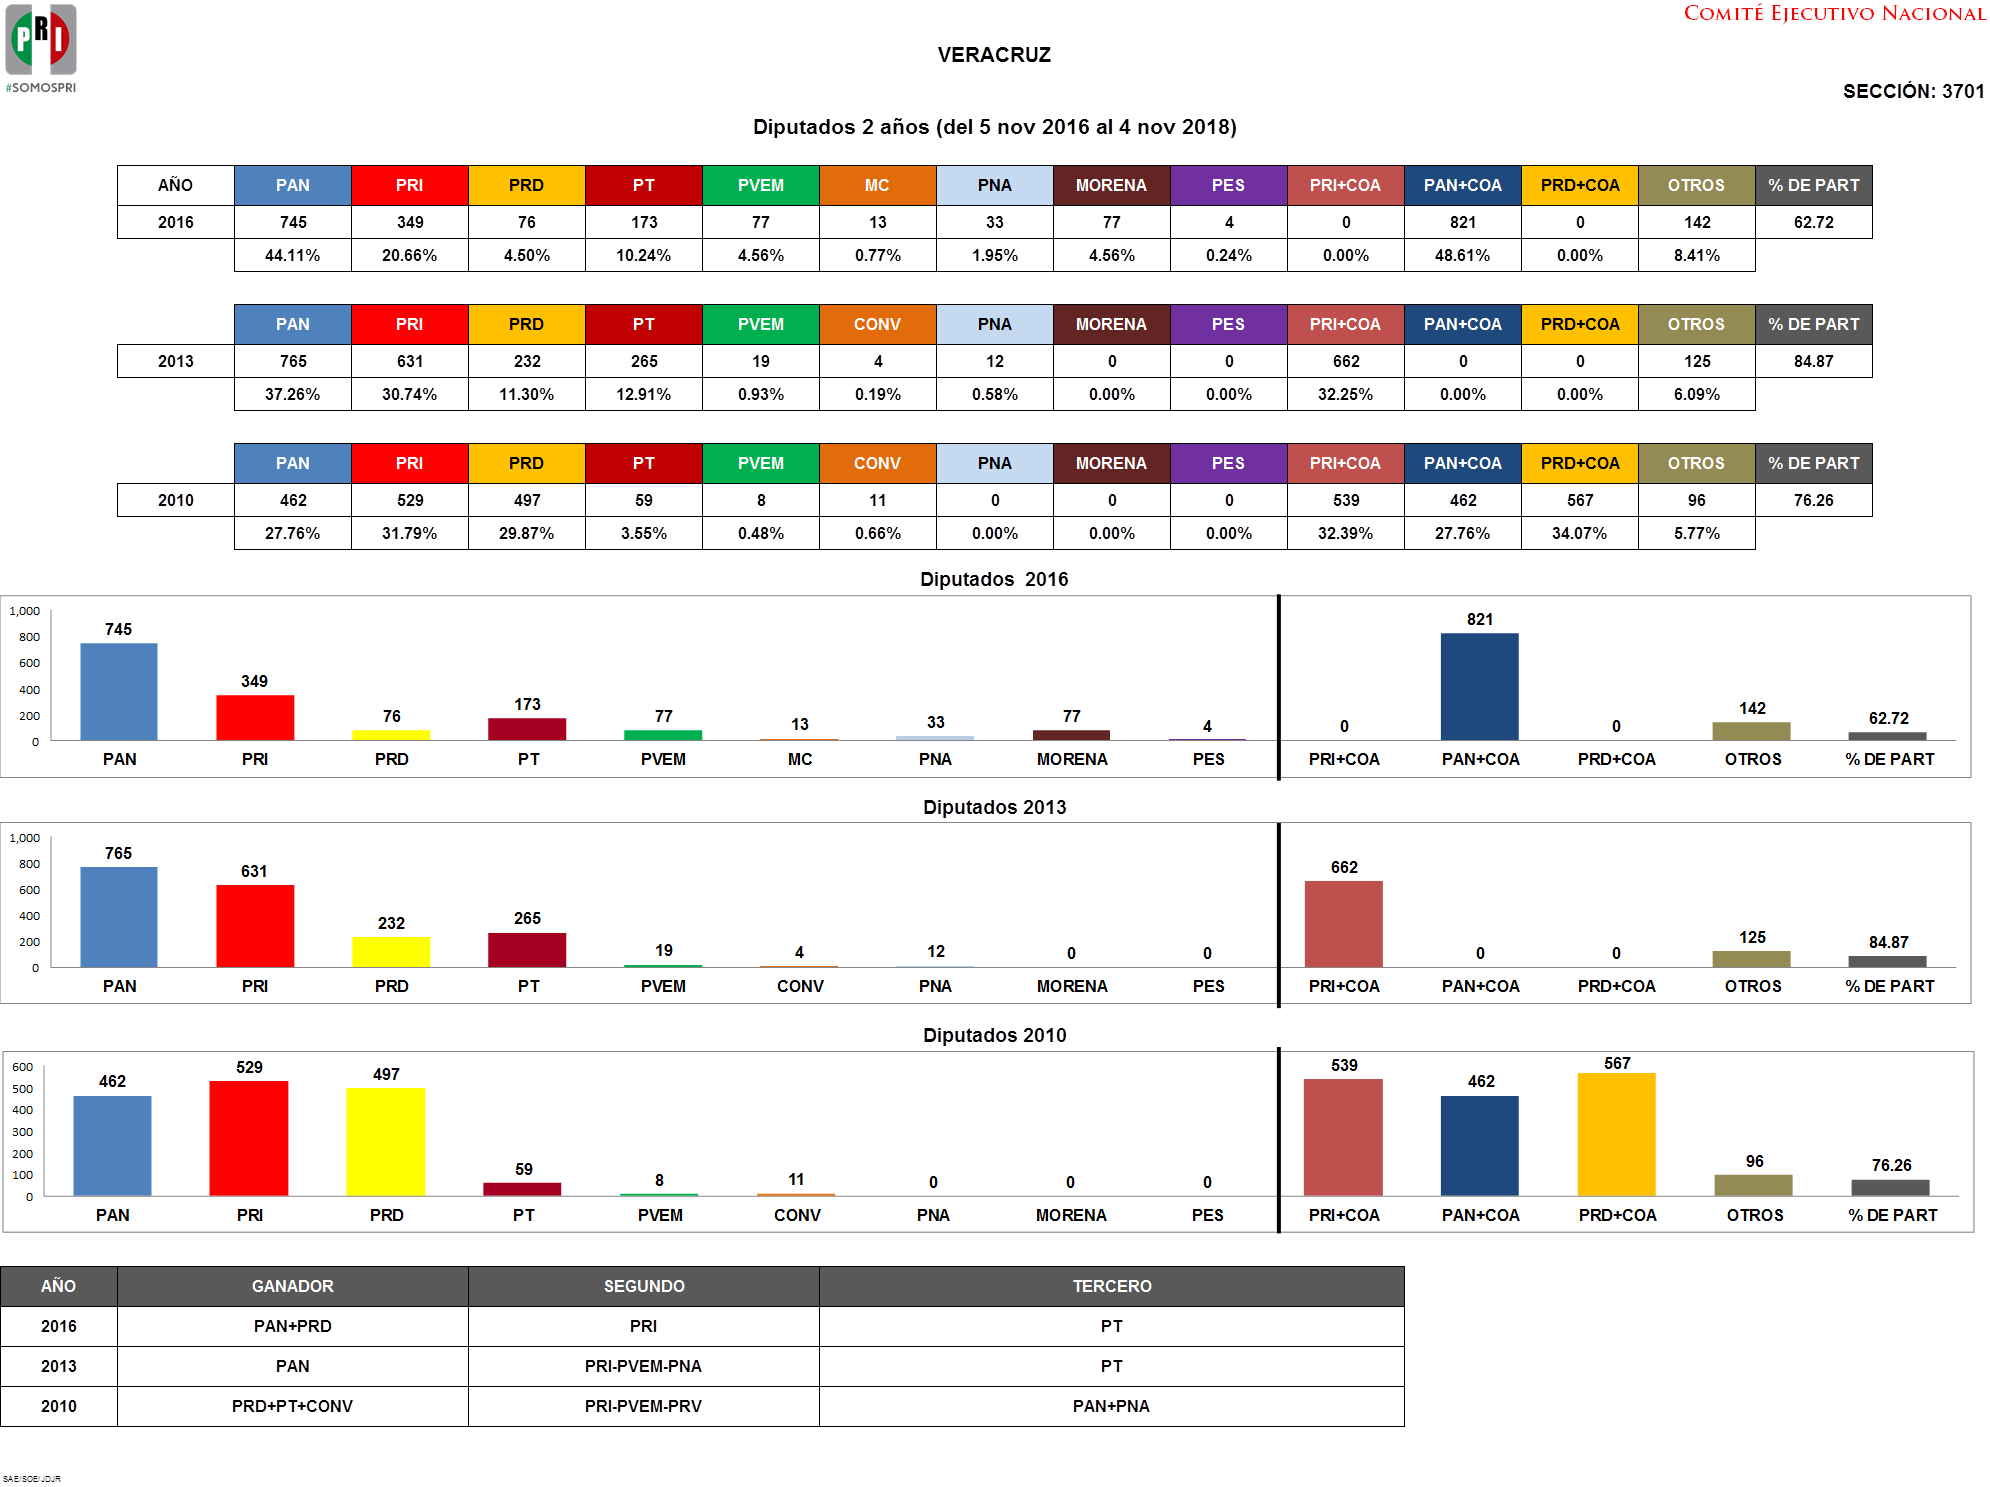 PRI
#SOMOSPRI
COMITÉ EJECUTIVO NACIONAL
VERACRUZ
SECCIÓN: 3701
Diputados 2 años (del 5 nov 2016 al 4 nov 2018)
AÑO PAN PRI PRD PT PVEM MC PNA MORENA PES PRI+COA PAN+COA PRD+COA OTROS % DE PART
2016 745 349 76 173 77 13 33 77 4 0 821 0 142 62.72
44.11% 20.66% 4.50% 10.24% 4.56% 0.77% 1.95% 4.56% 0.24% 0.00% 48.61% 0.00% 8.41%
PAN PRI PRD PT PVEM CONV PNA MORENA PES PRI+COA PAN+COA PRD+COA OTROS % DE PART
2013 765 631 232 265 19 4 12 0 0 662 0 0 125 84.87
37.26% 30.74% 11.30% 12.91% 0.93% 0.19% 0.58% 0.00% 0.00% 32.25% 0.00% 0.00% 6.09%
PAN PRI PRD PT PVEM CONV PNA MORENA PES PRI+COA PAN+COA PRD+COA OTROS % DE PART
2010 462 529 497 59 8 11 0 0 0 539 462 567 96 76.26
27.76% 31.79% 29.87% 3.55% 0.48% 0.66% 0.00% 0.00% 0.00% 32.39% 27.76% 34.07% 5.77%
Diputados 2016
1,000
800
600
400
200
0
745 349 76 173 77 13 33 77 4 0 821 0 142 62.72
PAN PRI PRD PT PVEM MC PNA MORENA PES PRI+COA PAN+COA PRD+COA OTROS % DE PART
Diputados 2013
1,000
800
600
400
200
0
765 631 232 265 19 4 12 0 0 662 0 0 125 84.87
PAN PRI PRD PT PVEM CONV PNA MORENA PES PRI+COA PAN+COA PRD+COA OTROS % DE PART
Diputados 2010
600
500
400
300
200
100
0
462 529 497 59 8 11 0 0 0 539 462 567 96 76.26
PAN PRI PRD PT PVEM CONV PNA MORENA PES PRI+COA PAN+COA PRD+COA OTROS % DE PART
AÑO GANADOR SEGUNDO TERCERO
2016 PAN+PRD PRI PT
2013 PAN PRI-PVEM-PNA PT
2010 PRD+PT+CONV PRI-PVEM-PRV PAN+PNA
SAE/SOE/JDJR